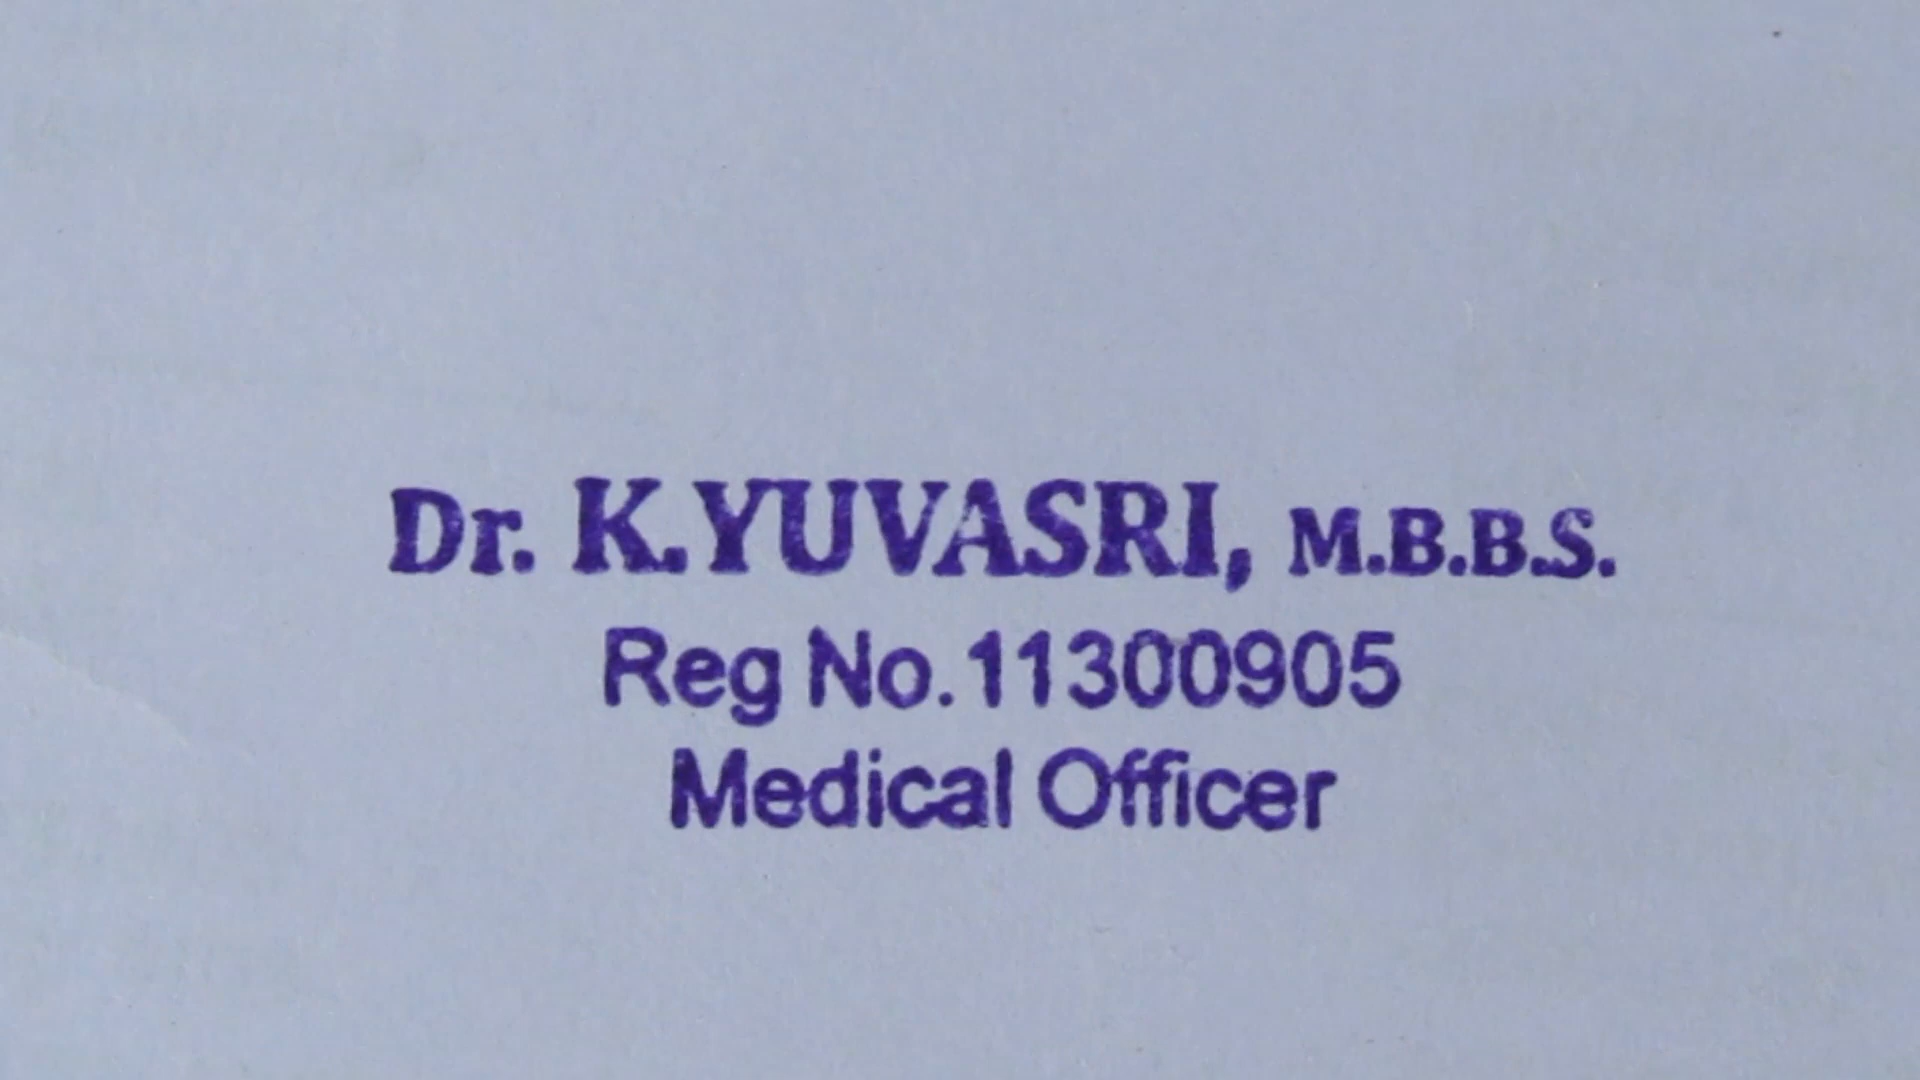 Dr. K.YUVASRI, M.B.B.S.
Reg No.11300905
Medical Officer